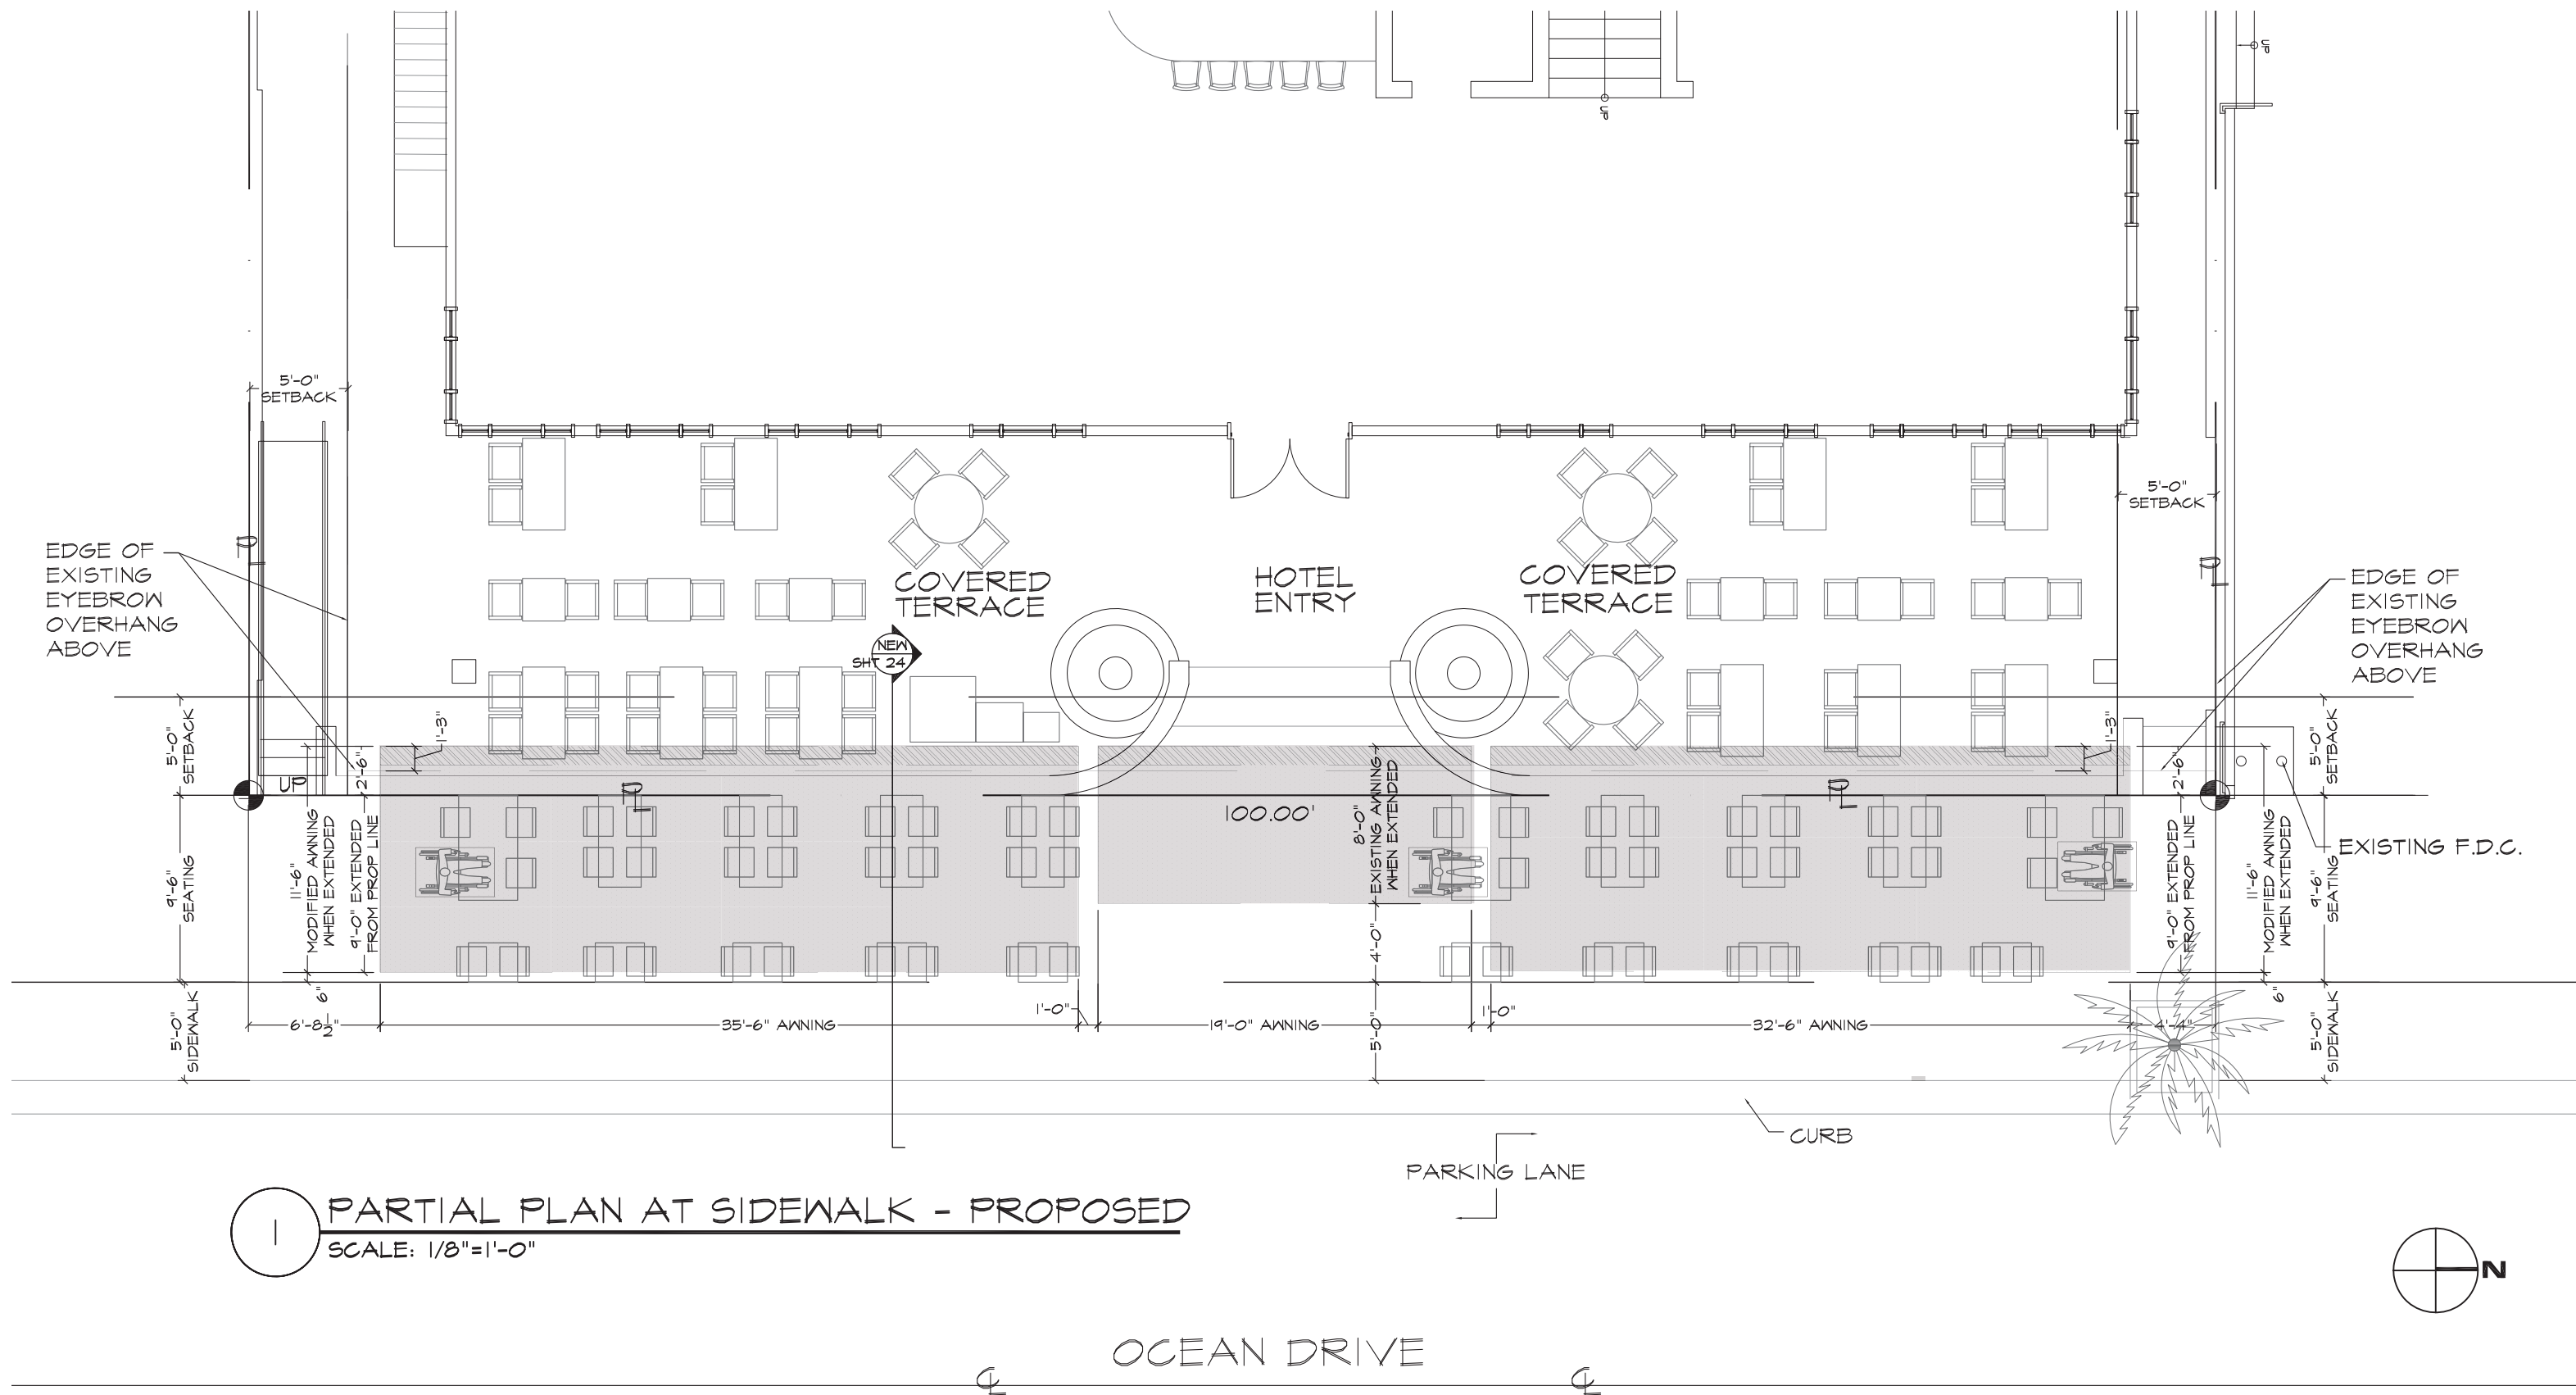 UP
UP
5'-0"
SETBACK
5'-0"
SETBACK
EDGE OF
EXISTING
EYEBROW
OVERHANG
ABOVE
COVERED
TERRACE
HOTEL
ENTRY
COVERED
TERRACE
EDGE OF
EXISTING
EYEBROW
OVERHANG
ABOVE
NEW
SHT 24
5'-0"
SETBACK
1'-3"
2'-6"
UP
1'-3"
2'-6"
5'-0"
SETBACK
100.00'
9'-6"
SEATING
11'-6"
MODIFIED AWNING
WHEN EXTENDED
9'-0" EXTENDED
FROM PROP LINE
8'-0"
EXISTING AWNING
WHEN EXTENDED
4'-0"
9'-0" EXTENDED
FROM PROP LINE
11'-6"
MODIFIED AWNING
WHEN EXTENDED
9'-6"
SEATING
EXISTING F.D.C.
6"
6"
5'-0"
SIDEWALK
6'-8 1/2"
35'-6" AWNING
1'-0"
19'-0" AWNING
5'-0"
1'-0"
32'-6" AWNING
4'-4"
5'-0"
SIDEWALK
CURB
PARKING LANE
1
PARTIAL PLAN AT SIDEWALK - PROPOSED
SCALE: 1/8"=1'-0"
N
OCEAN DRIVE
CL
CL